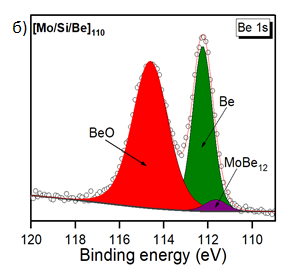 б)
[Mo/Si/Be]₁₁₀
Be 1s
Be
BeO
MoBe₁₂
120 118 116 114 112 110
Binding energy (eV)